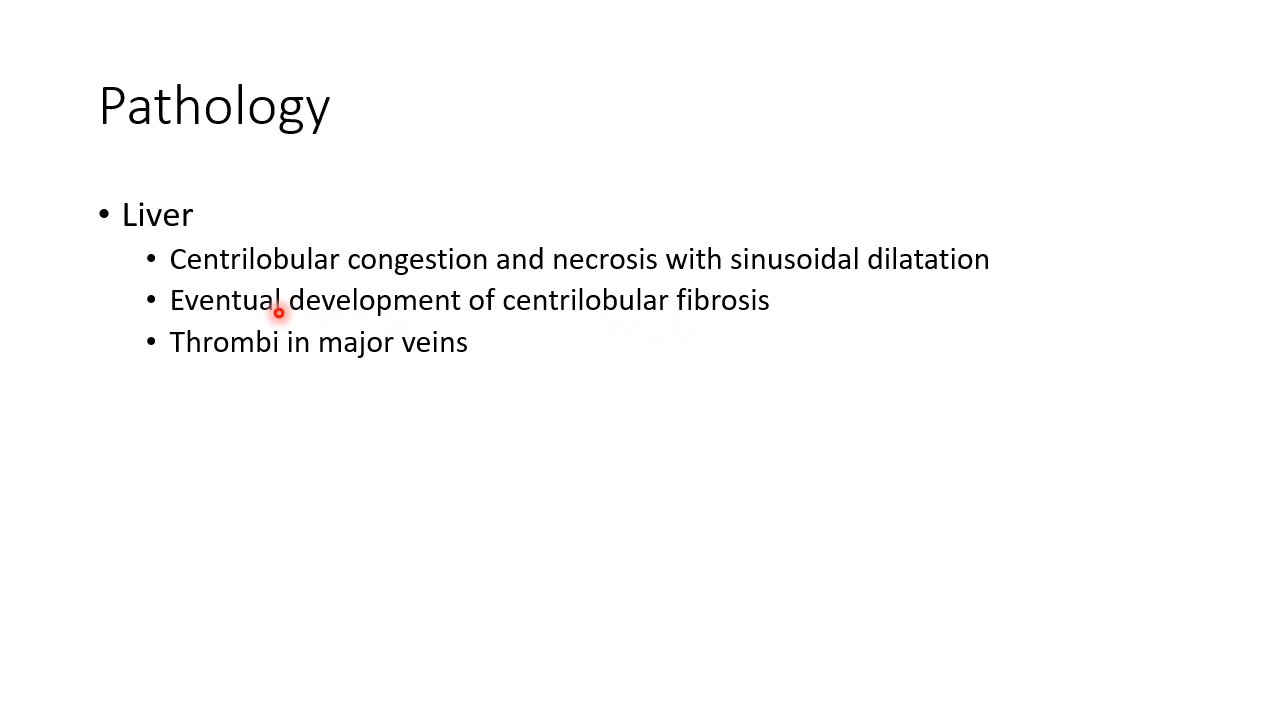 Pathology
• Liver
• Centrilobular congestion and necrosis with sinusoidal dilatation
• Eventual development of centrilobular fibrosis
• Thrombi in major veins